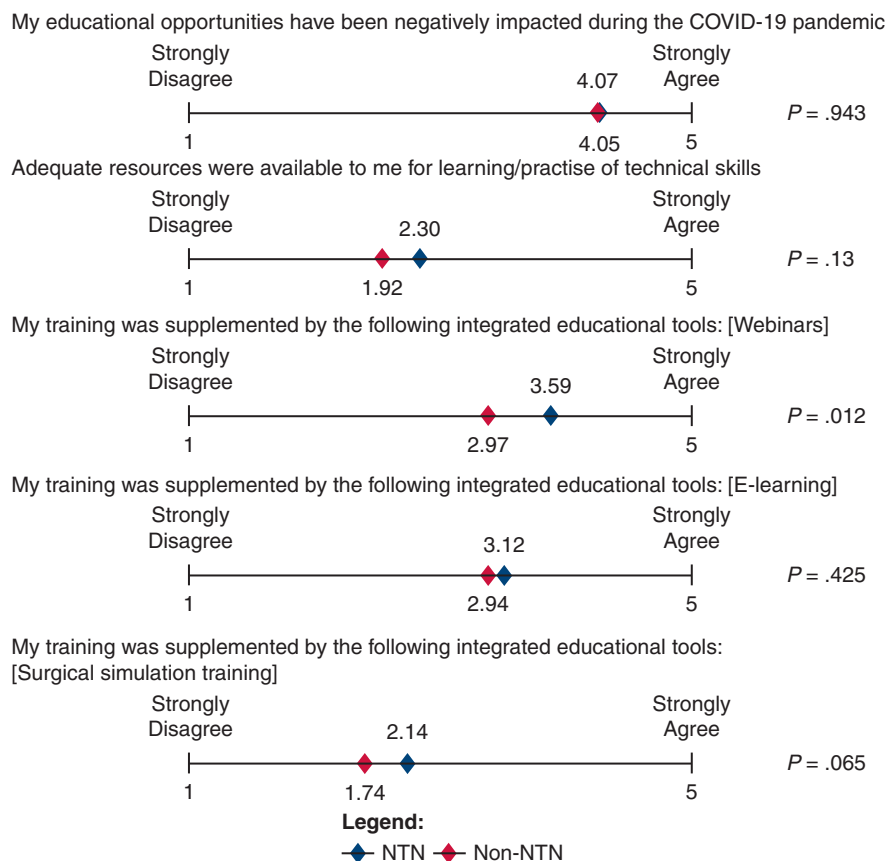 My educational opportunities have been negatively impacted during the COVID-19 pandemic
Strongly Disagree
Strongly Agree
4.07
P = .943
1
4.05
5
Adequate resources were available to me for learning/practise of technical skills
Strongly Disagree
Strongly Agree
2.30
P = .13
1
1.92
5
My training was supplemented by the following integrated educational tools: [Webinars]
Strongly Disagree
Strongly Agree
3.59
P = .012
1
2.97
5
My training was supplemented by the following integrated educational tools: [E-learning]
Strongly Disagree
Strongly Agree
3.12
P = .425
1
2.94
5
My training was supplemented by the following integrated educational tools:
[Surgical simulation training]
Strongly Disagree
Strongly Agree
2.14
P = .065
1
1.74
5
Legend:
NTN Non-NTN